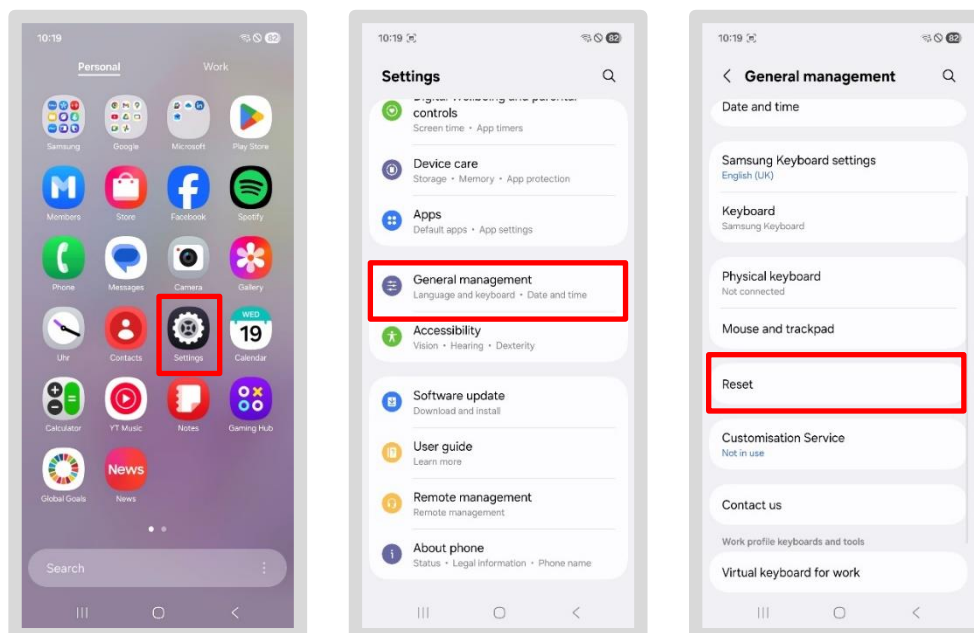 10:19
82
Personal
Work
Samsung
Google
Microsoft
Play Store
Members
Store
Facebook
Spotify
Phone
Messages
Camera
Gallery
WED
19
Uhr
Contacts
Settings
Calendar
Calculator
YT Music
Notes
Gaming Hub
News
Global Goals
News
Search
10:19
82
Settings
Digital Wellbeing and parental
controls
Screen time • App timers
Device care
Storage • Memory • App protection
Apps
Default apps • App settings
General management
Language and keyboard • Date and time
Accessibility
Vision • Hearing • Dexterity
Software update
Download and install
User guide
Learn more
Remote management
Remote management
About phone
Status • Legal information • Phone name
10:19
82
General management
Date and time
Samsung Keyboard settings
English (UK)
Keyboard
Samsung Keyboard
Physical keyboard
Not connected
Mouse and trackpad
Reset
Customisation Service
Not in use
Contact us
Work profile keyboards and tools
Virtual keyboard for work